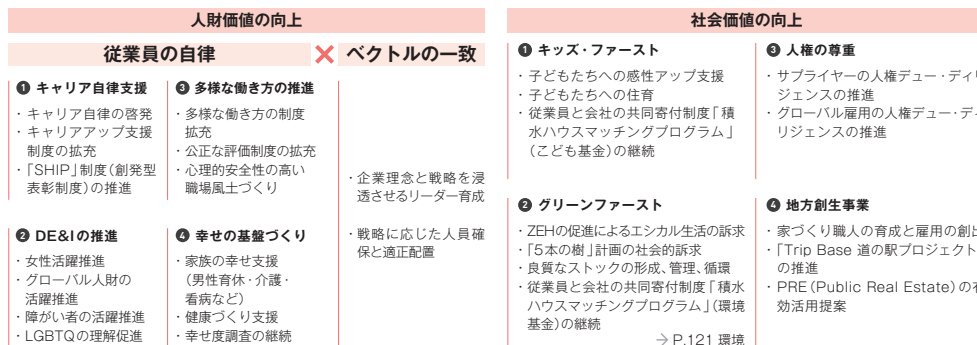 人財価値の向上
従業員の自律 × ベクトルの一致
❶ キャリア自律支援
・キャリア自律の啓発
・キャリアアップ支援
制度の拡充
・「SHIP」制度(創発型
表彰制度)の推進
❸ 多様な働き方の推進
・多様な働き方の制度
拡充
・公正な評価制度の拡充
・心理的安全性の高い
職場風土づくり
❷ DE&Iの推進
・女性活躍推進
・グローバル人財の
活躍推進
・障がい者の活躍推進
・LGBTQの理解促進
❹ 幸せの基盤づくり
・家族の幸せ支援
(男性育休・介護・
看病など)
・健康づくり支援
・幸せ度調査の継続
・企業理念と戦略を浸
透させるリーダー育成
・戦略に応じた人員確
保と適正配置
社会価値の向上
❶ キッズ・ファースト
・子どもたちへの感性アップ支援
・子どもたちへの住育
・従業員と会社の共同寄付制度「積
水ハウスマッチングプログラム」
(こども基金)の継続
❸ 人権の尊重
・サプライヤーの人権デュー・ディリ
ジェンスの推進
・グローバル雇用の人権デュー・ディ
リジェンスの推進
❷ グリーンファースト
・ZEHの促進によるエシカル生活の訴求
・「5本の樹」計画の社会的訴求
・良質なストックの形成、管理、循環
・従業員と会社の共同寄付制度「積水
ハウスマッチングプログラム」(環境
基金)の継続
→ P.121 環境
❹ 地方創生事業
・家づくり職人の育成と雇用の創出
・「Trip Base 道の駅プロジェクト
の推進
・PRE(Public Real Estate)の有
効活用提案